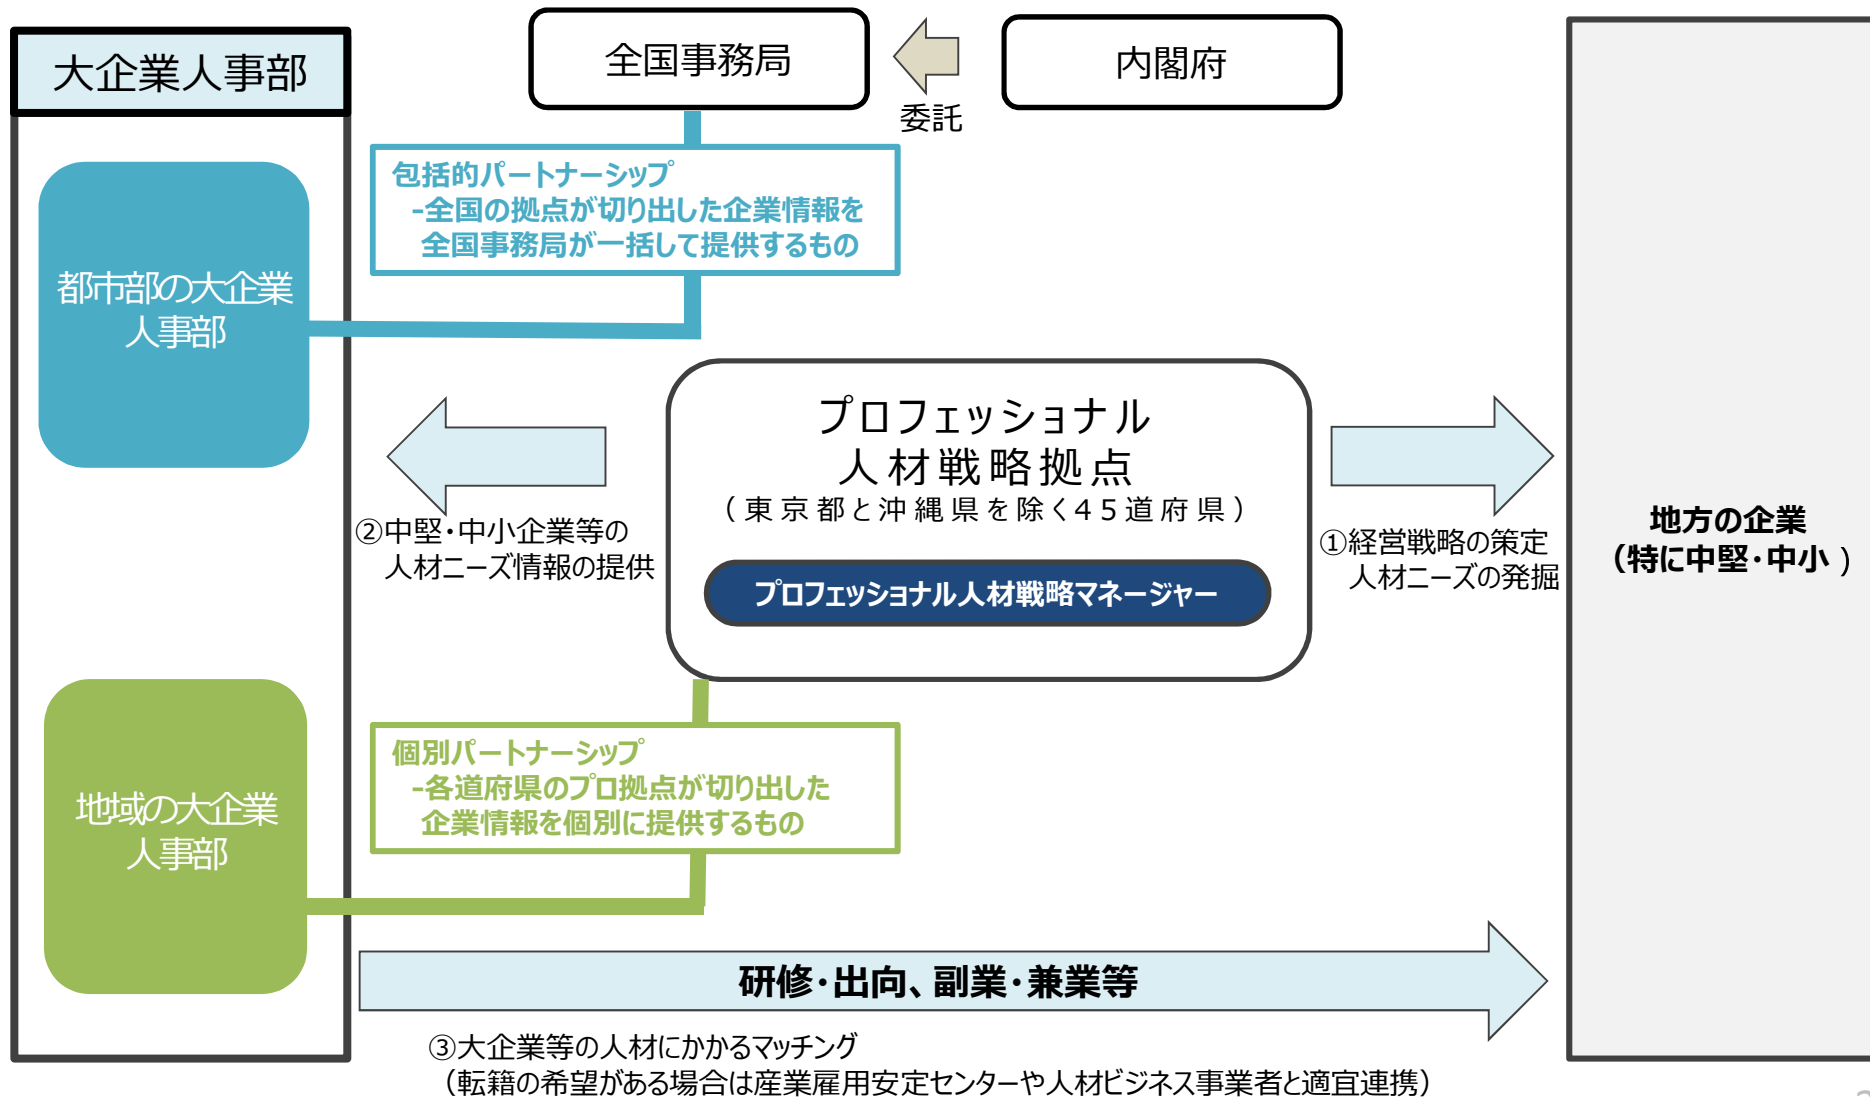 大企業人事部
全国事務局
内閣府
委託
包括的パートナーシップ
-全国の拠点が切り出した企業情報を
全国事務局が一括して提供するもの
都市部の大企業
人事部
プロフェッショナル
人材戦略拠点
（東京都と沖縄県を除く45道府県）
プロフェッショナル人材戦略マネージャー
②中堅・中小企業等の
人材ニーズ情報の提供
①経営戦略の策定
人材ニーズの発掘
地方の企業
（特に中堅・中小）
個別パートナーシップ
-各道府県のプロ拠点が切り出した
企業情報を個別に提供するもの
地域の大企業
人事部
研修・出向、副業・兼業等
③大企業等の人材にかかるマッチング
（転籍の希望がある場合は産業雇用安定センターや人材ビジネス事業者と適宜連携）